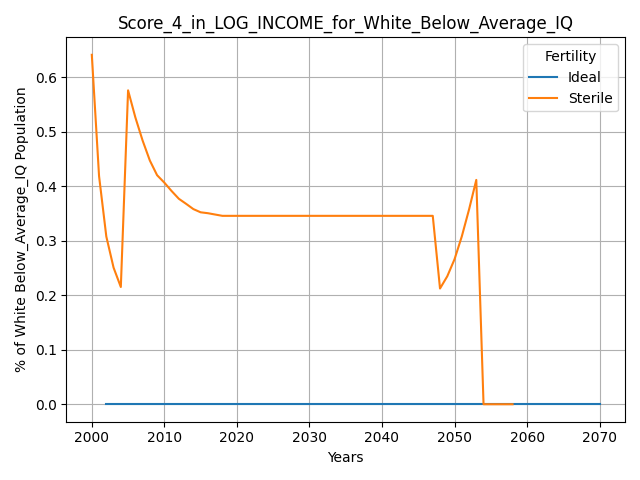 Score_4_in_LOG_INCOME_for_White_Below_Average_IQ
Fertility
Ideal
Sterile
% of White Below_Average_IQ Population
0.6
0.5
0.4
0.3
0.2
0.1
0.0
2000 2010 2020 2030 2040 2050 2060 2070
Years